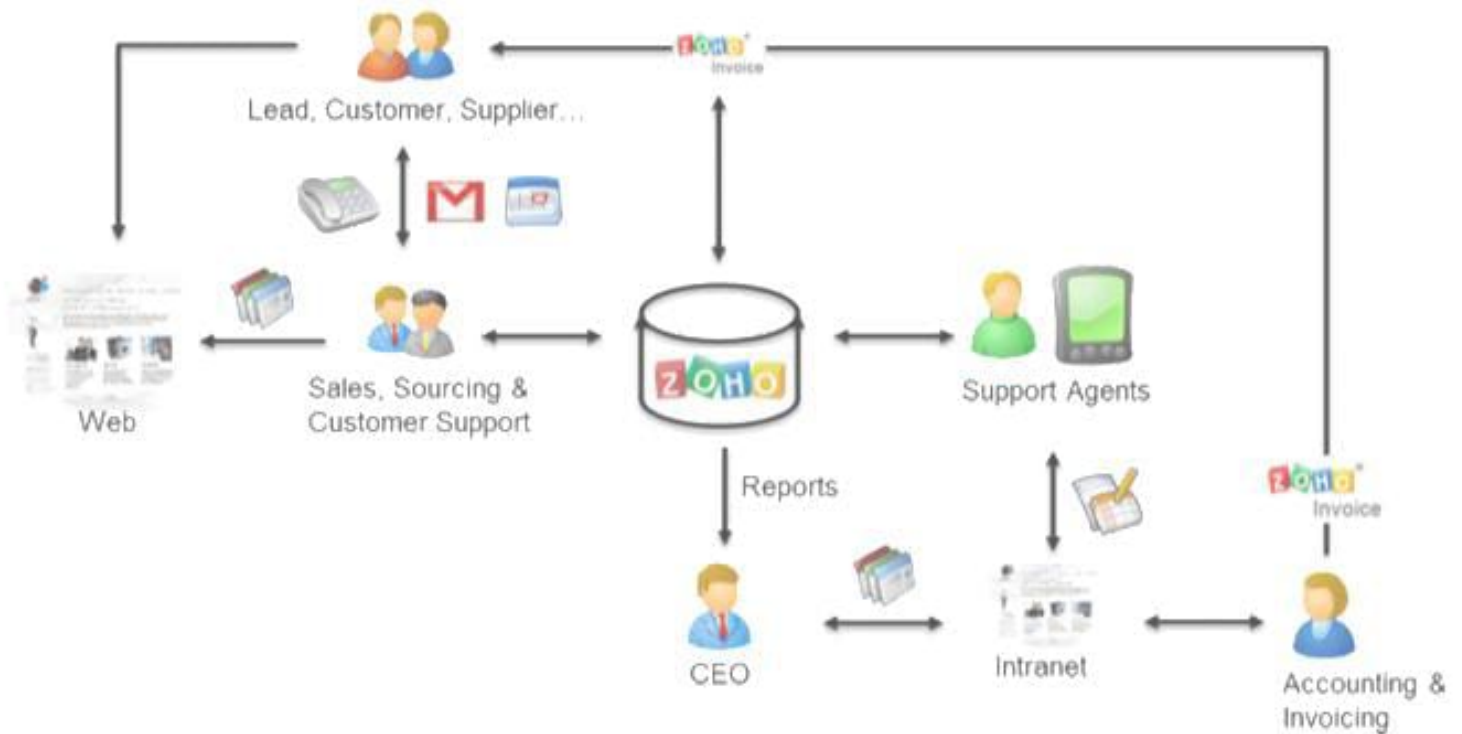 ZOHO
Invoice
Lead, Customer, Supplier...
Web
Sales, Sourcing &
Customer Support
ZOHO
Support Agents
Reports
ZOHO
Invoice
CEO
Intranet
Accounting &
Invoicing